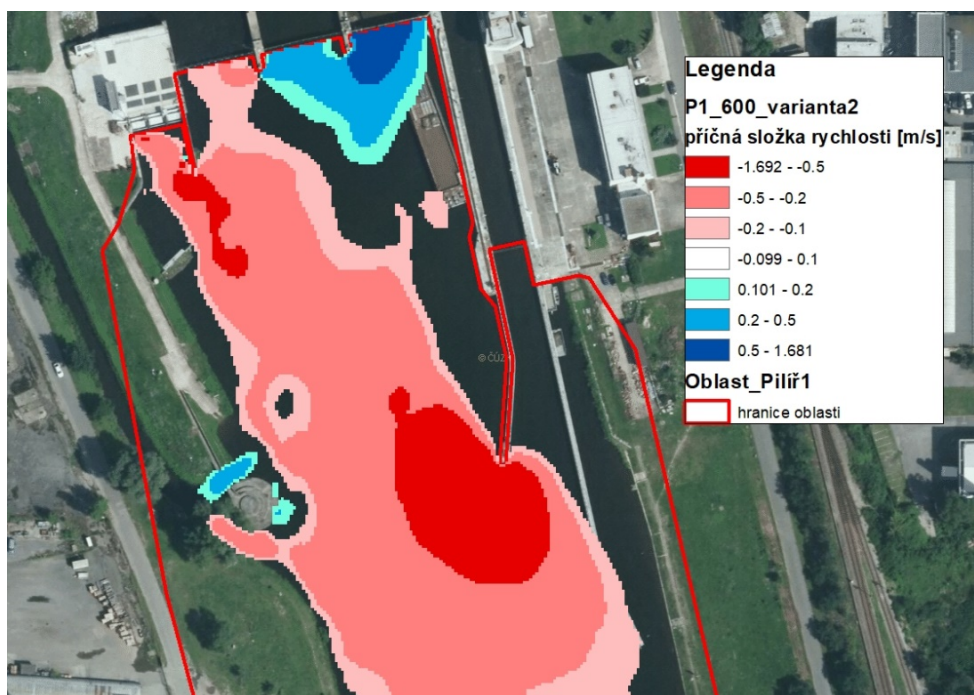 Legenda
P1_600_varianta2
příčná složka rychlosti [m/s]
-1.692 - -0.5
-0.5 - -0.2
-0.2 - -0.1
-0.099 - 0.1
0.101 - 0.2
0.2 - 0.5
0.5 - 1.681
Oblast_Pilíř1
hranice oblasti
© ČÚZ